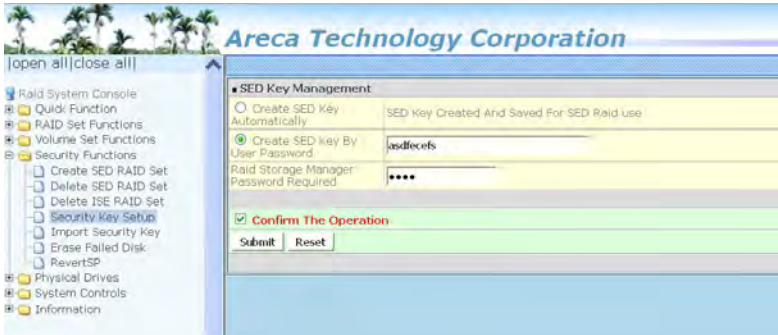 Areca Technology Corporation
|open all|close all|
Raid System Console
Quick Function
RAID Set Functions
Volume Set Functions
Security Functions
Create SED RAID Set
Delete SED RAID Set
Delete ISE RAID Set
Security Key Setup
Import Security Key
Erase Failed Disk
RevertSP
Physical Drives
System Controls
Information
SED Key Management
Create SED Key
Automatically
SED Key Created And Saved For SED Raid use
Create SED key By
User Password
asdfecefs
Raid Storage Manager
Password Required
••••
Confirm The Operation
Submit Reset